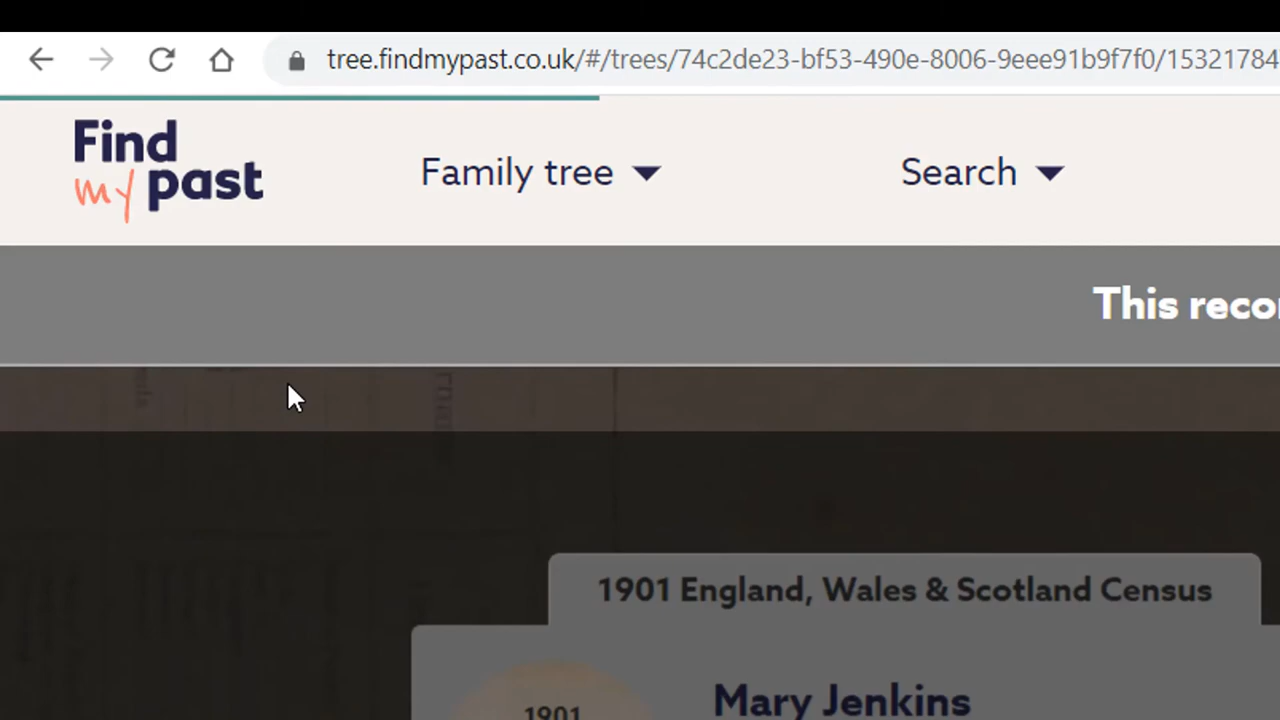 tree.findmypast.co.uk/#/trees/74c2de23-bf53-490e-8006-9eee91b9f7f0/15321784
Find
my past
Family tree
Search
This reco
1901 England, Wales & Scotland Census
1901
Mary Jenkins